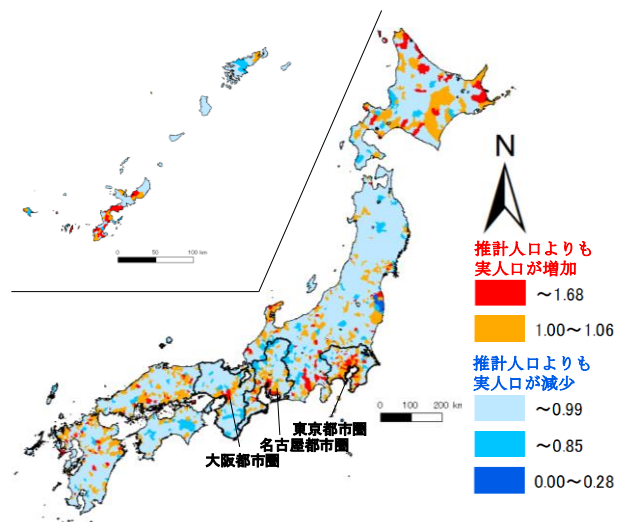 0 50 100 km
N
推計人口よりも
実人口が増加
～1.68
1.00～1.06
推計人口よりも
実人口が減少
～0.99
～0.85
0.00～0.28
0 100 200 km
東京都市圏
名古屋都市圏
大阪都市圏